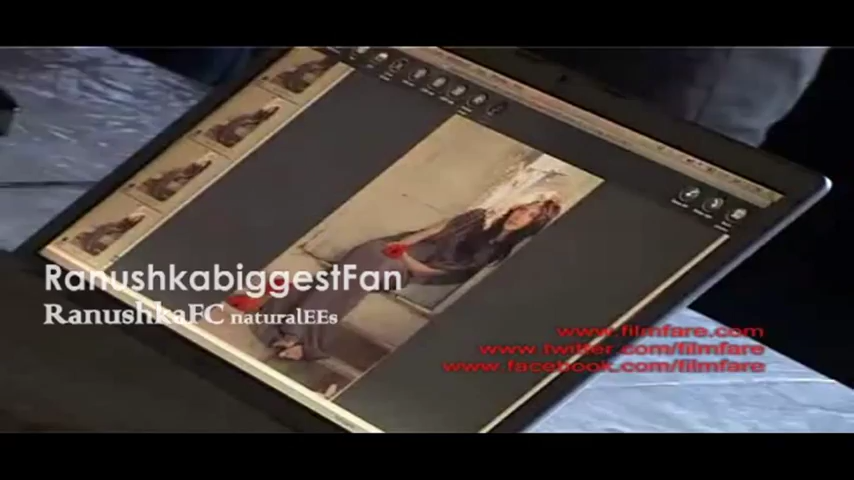 RanushkabiggestFan
RanushkaFC naturalEEs
www.filmfare.com
www.twitter.com/filmfare
www.facebook.com/filmfare